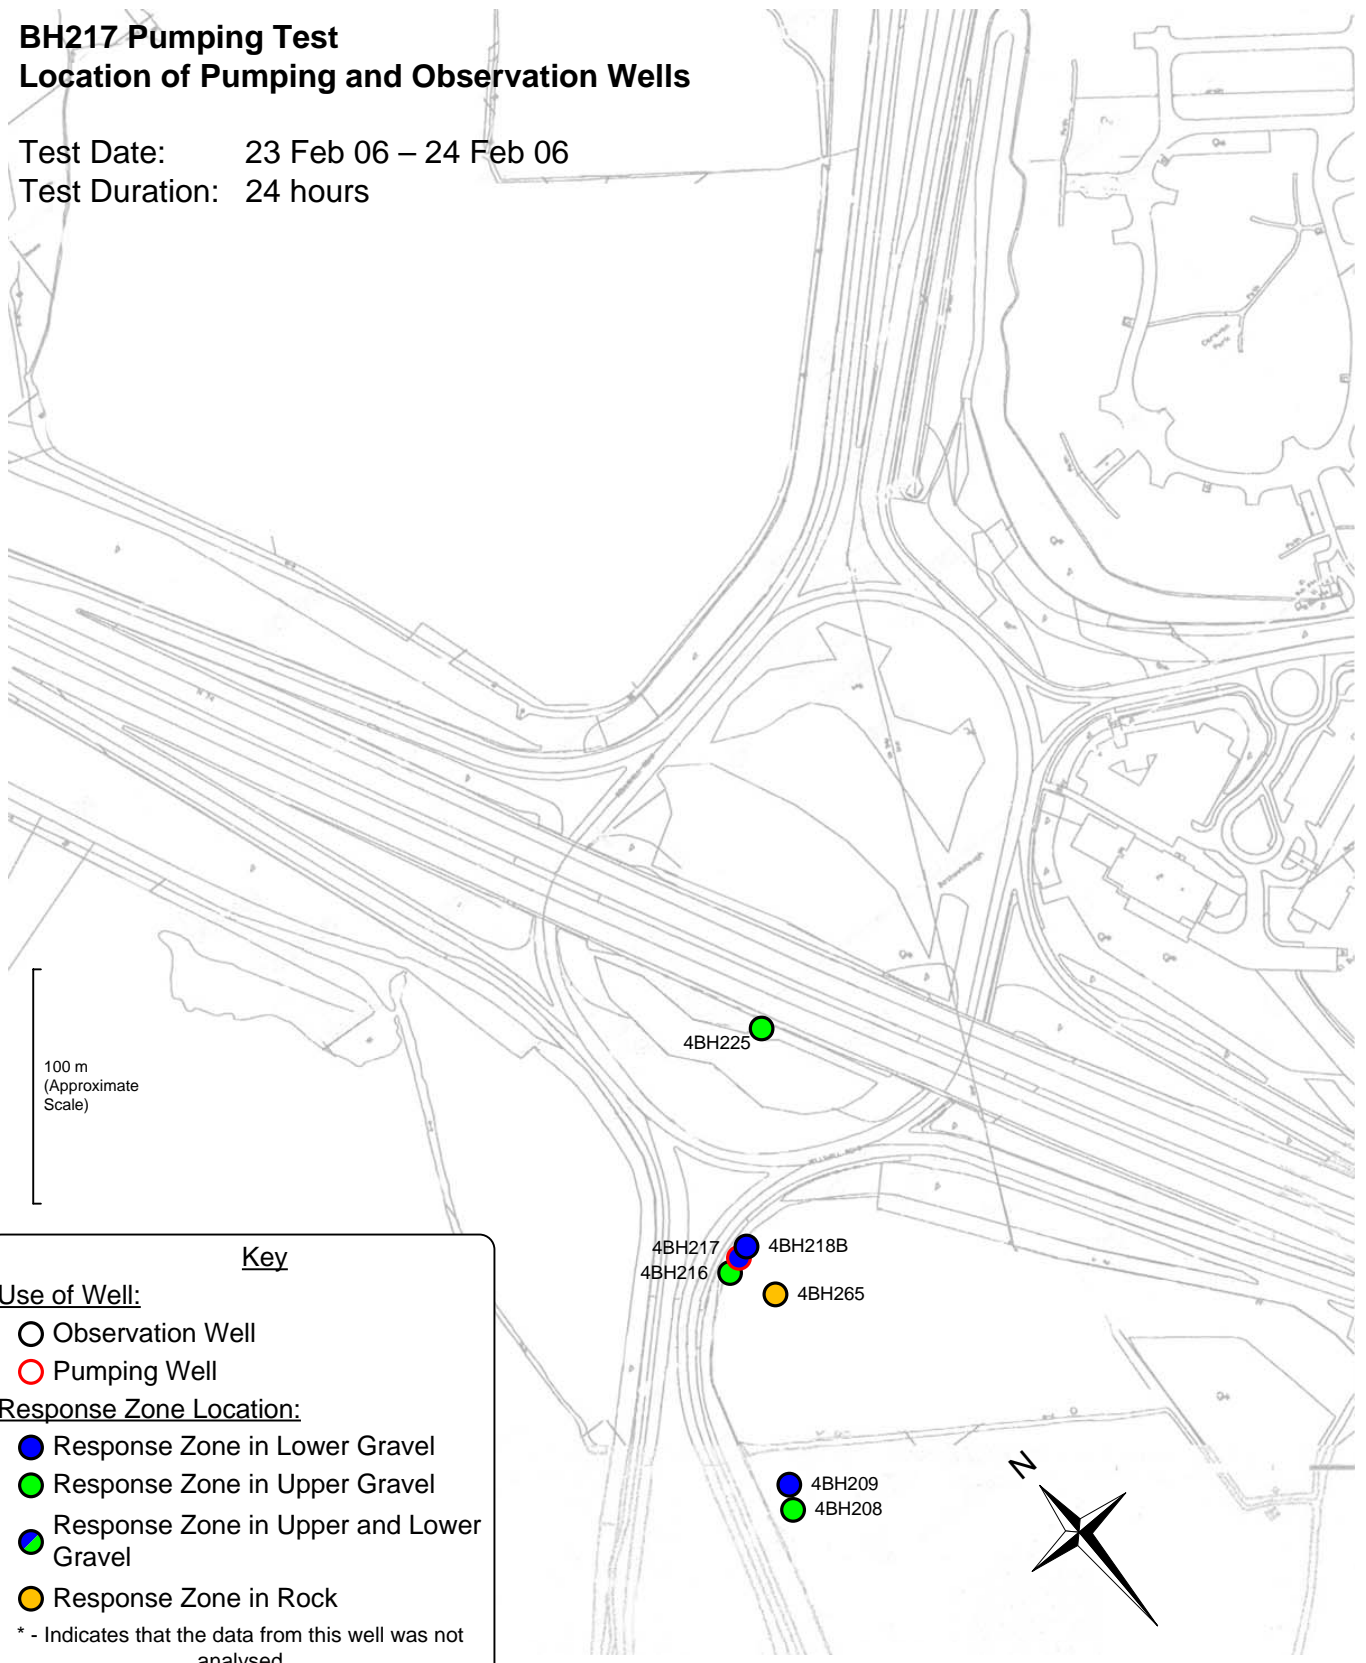 BH217 Pumping Test
Location of Pumping and Observation Wells
Test Date: 23 Feb 06 – 24 Feb 06
Test Duration: 24 hours
4BH225
100 m
(Approximate
Scale)
4BH217
4BH218B
4BH216
4BH265
4BH209
4BH208
N
Key
Use of Well:
Observation Well
Pumping Well
Response Zone Location:
Response Zone in Lower Gravel
Response Zone in Upper Gravel
Response Zone in Upper and Lower
Gravel
Response Zone in Rock
* - Indicates that the data from this well was not
analysed